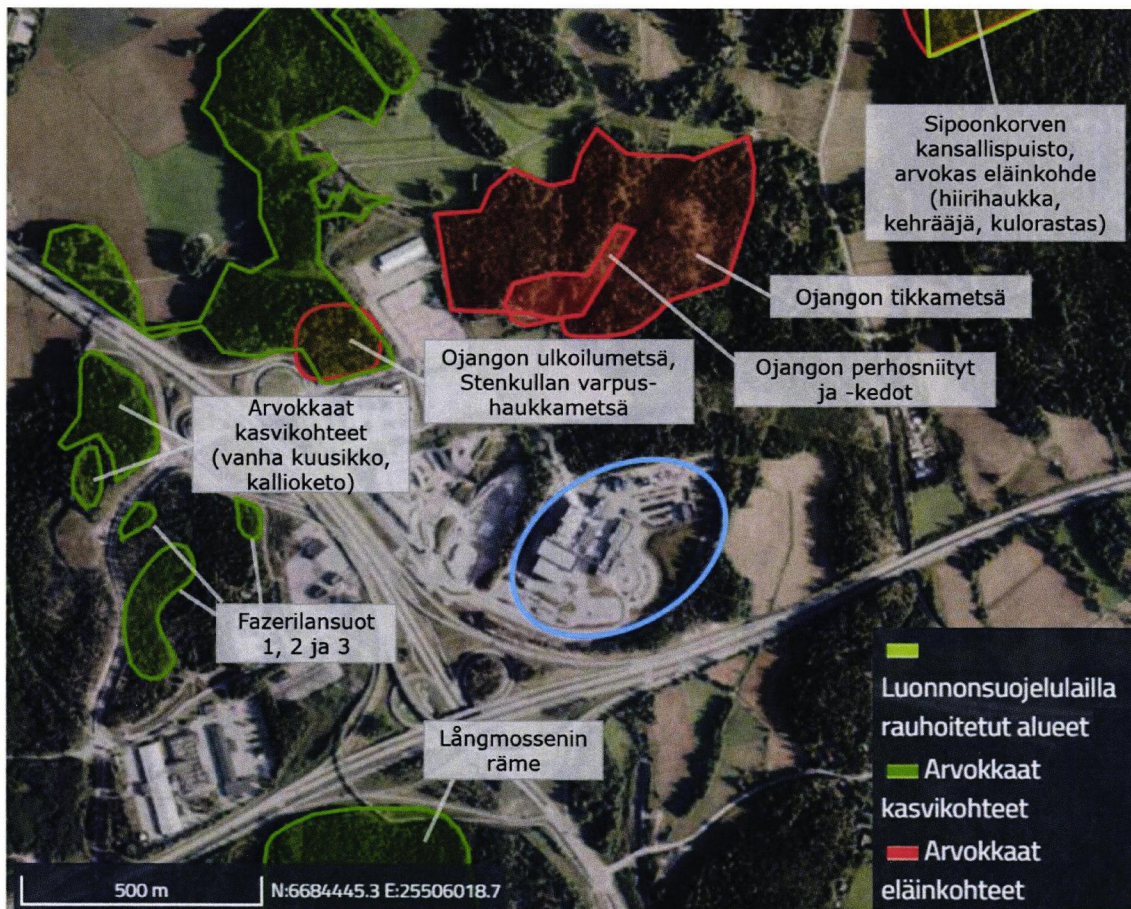 Sipoonkorven
kansallispuisto,
arvokas eläinkohde
(hiirihaukka,
kehrääjä, kulorastas)
Ojangon tikkametsä
Ojangon ulkoilumetsä,
Stenkullan varpus-
haukkametsä
Ojangon perhosniityt
ja -kedot
Arvokkaat
kasvikohteet
(vanha kuusikko,
kallioketo)
Fazerilansuot
1, 2 ja 3
Långmossenin
räme
Luonnonsuojelulailla
rauhoitetut alueet
Arvokkaat
kasvikohteet
Arvokkaat
eläinkohteet
500 m
N:6684445.3 E:25506018.7